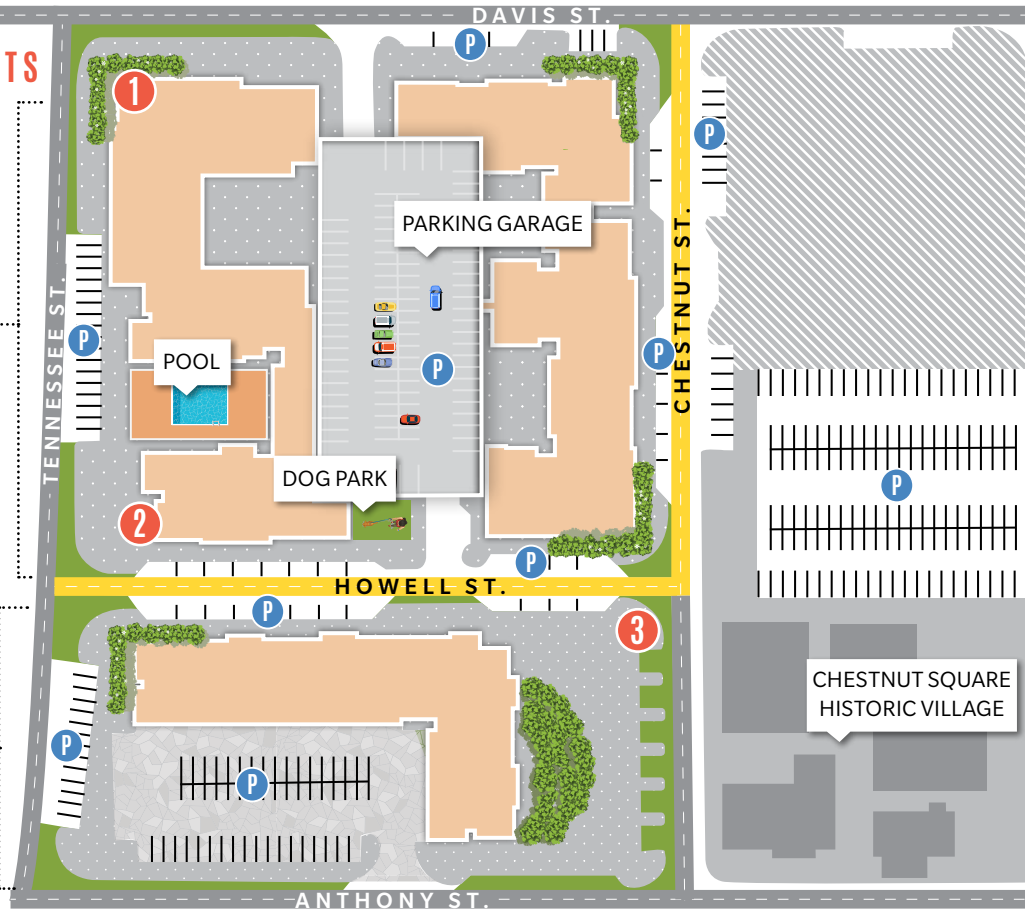 DAVIS ST.
TS
P
1
P
PARKING GARAGE
CHESTNUT ST.
TENNESSEE ST.
P
POOL
P
P
DOG PARK
P
2
P
HOWELL ST.
P
3
CHESTNUT SQUARE
HISTORIC VILLAGE
P
P
ANTHONY ST.